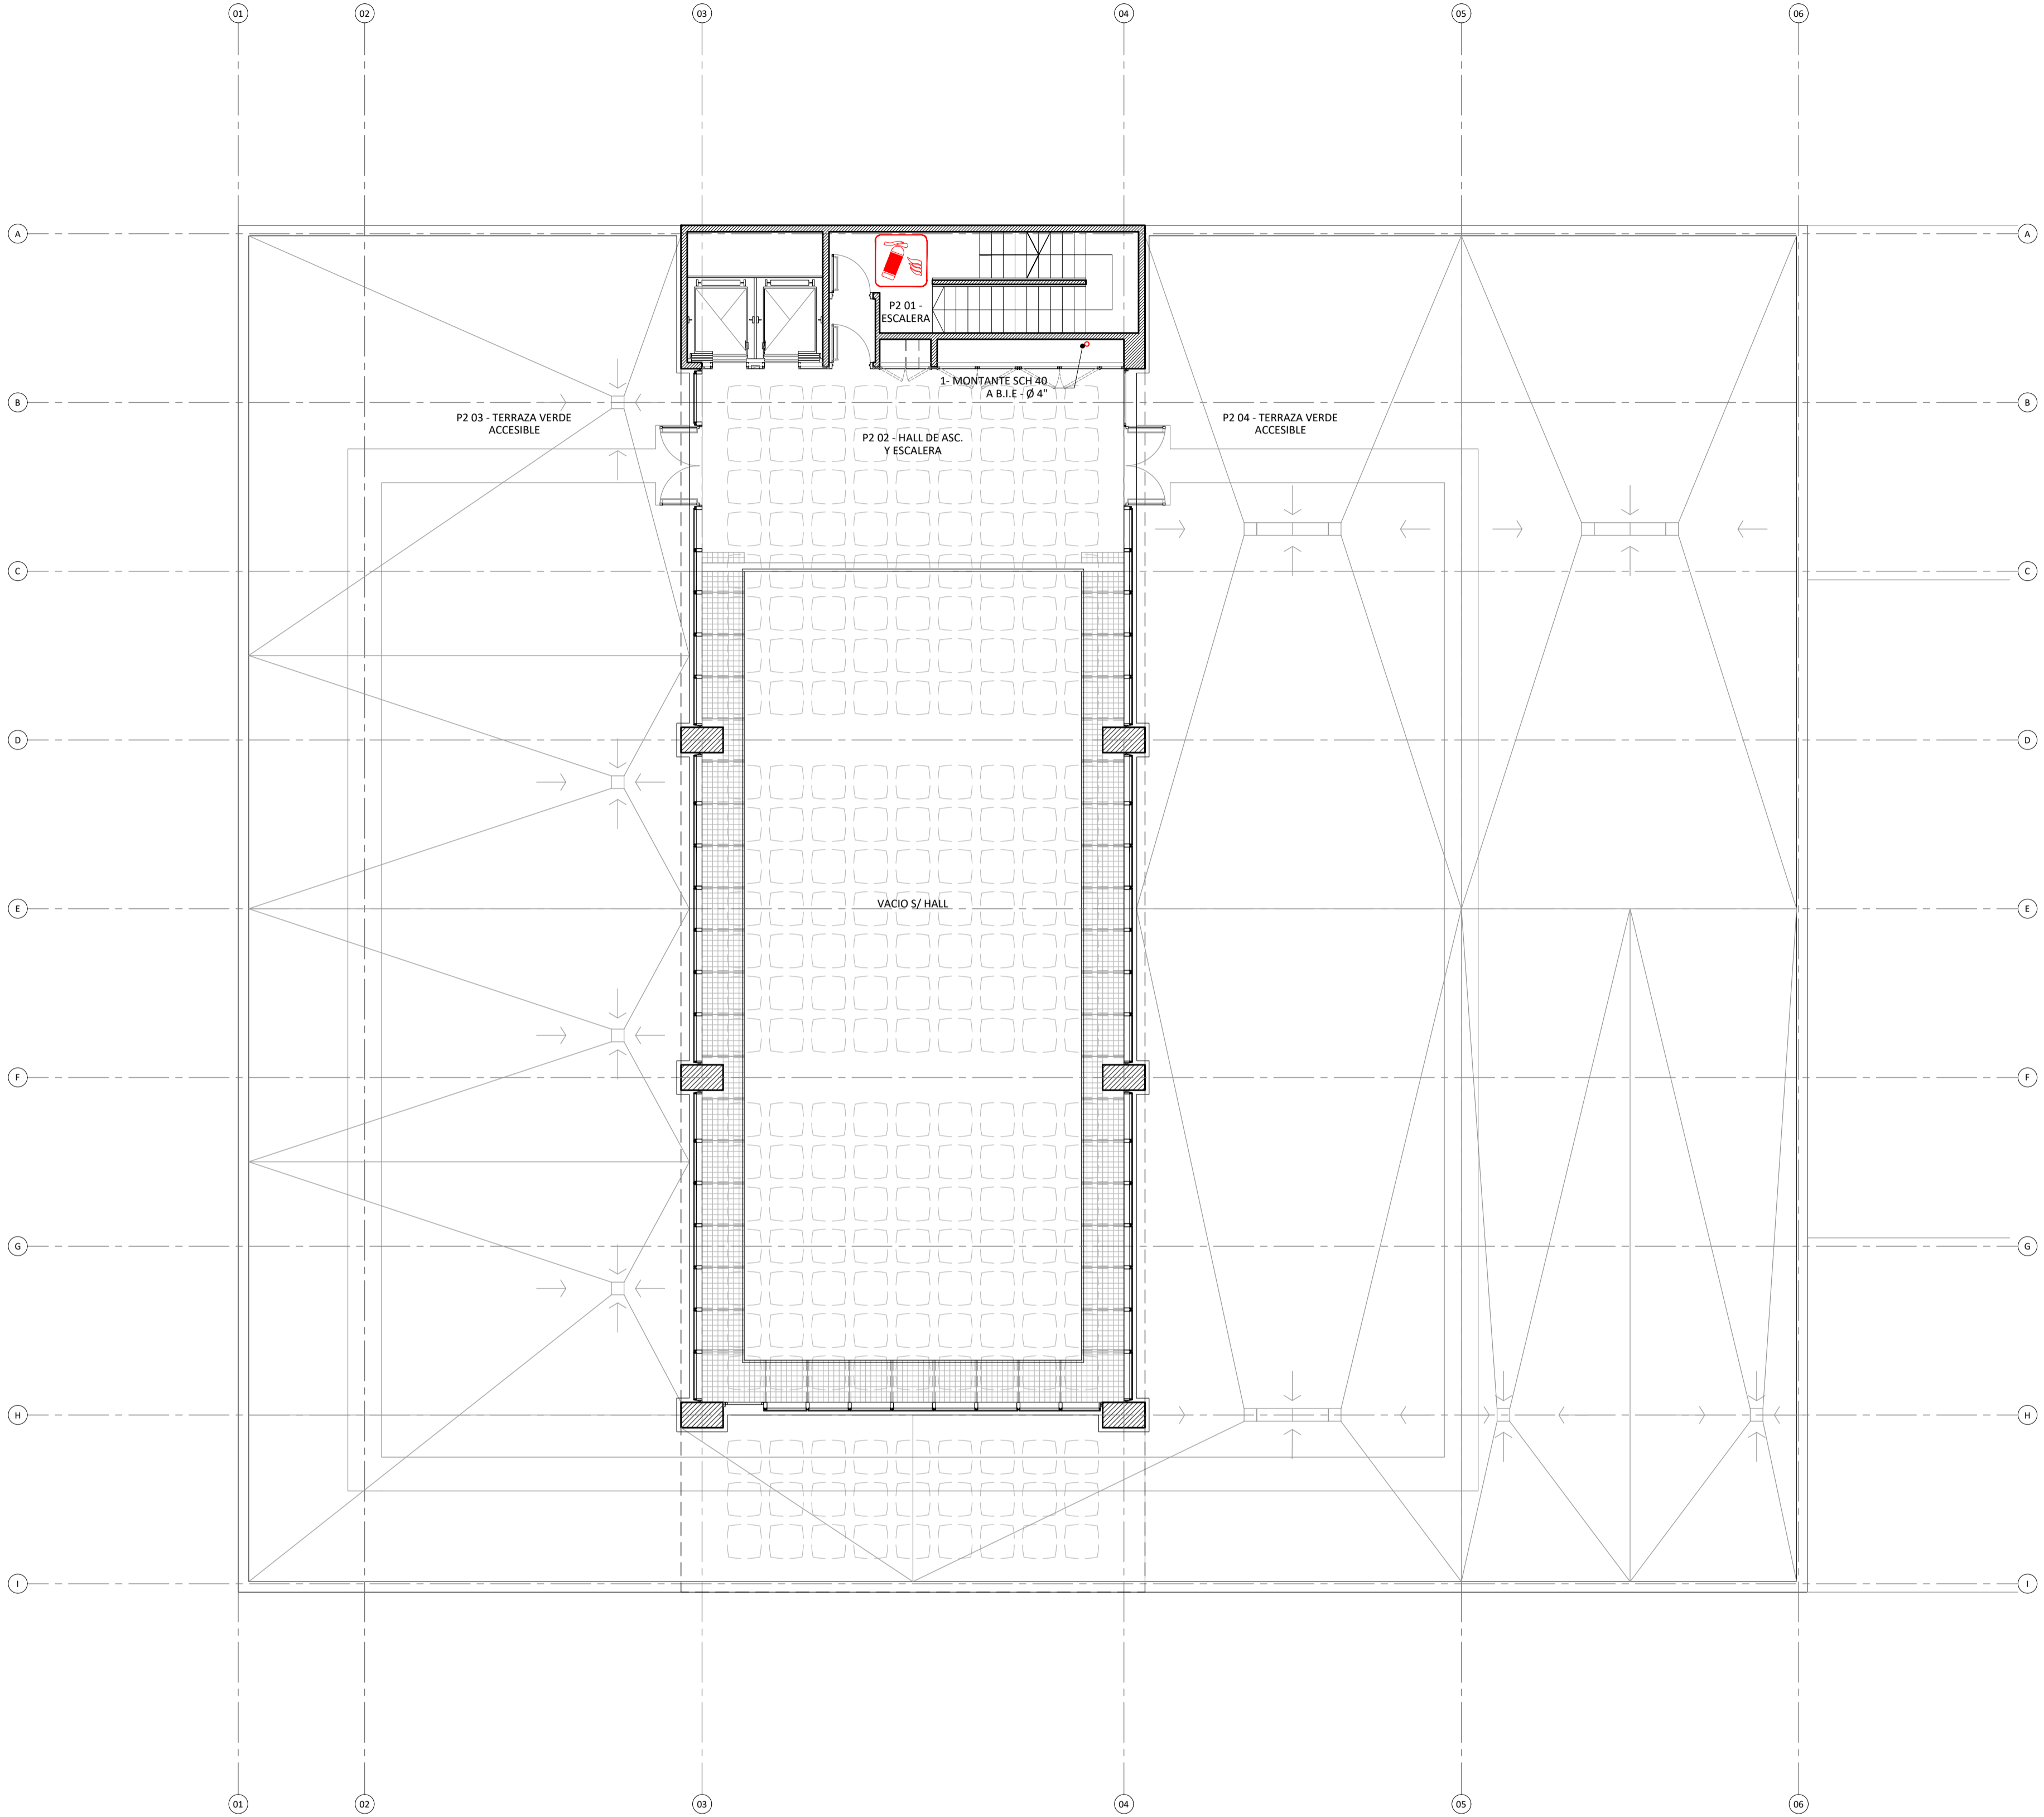 01
02
03
04
05
06
A
A
P2 01 -
ESCALERA
1- MONTANTE SCH 40
A B.I.E - Ø 4"
B
B
P2 03 - TERRAZA VERDE
ACCESIBLE
P2 04 - TERRAZA VERDE
ACCESIBLE
P2 02 - HALL DE ASC.
Y ESCALERA
C
C
D
D
VACIO S/ HALL
E
E
F
F
G
G
H
H
I
I
01
02
03
04
05
06